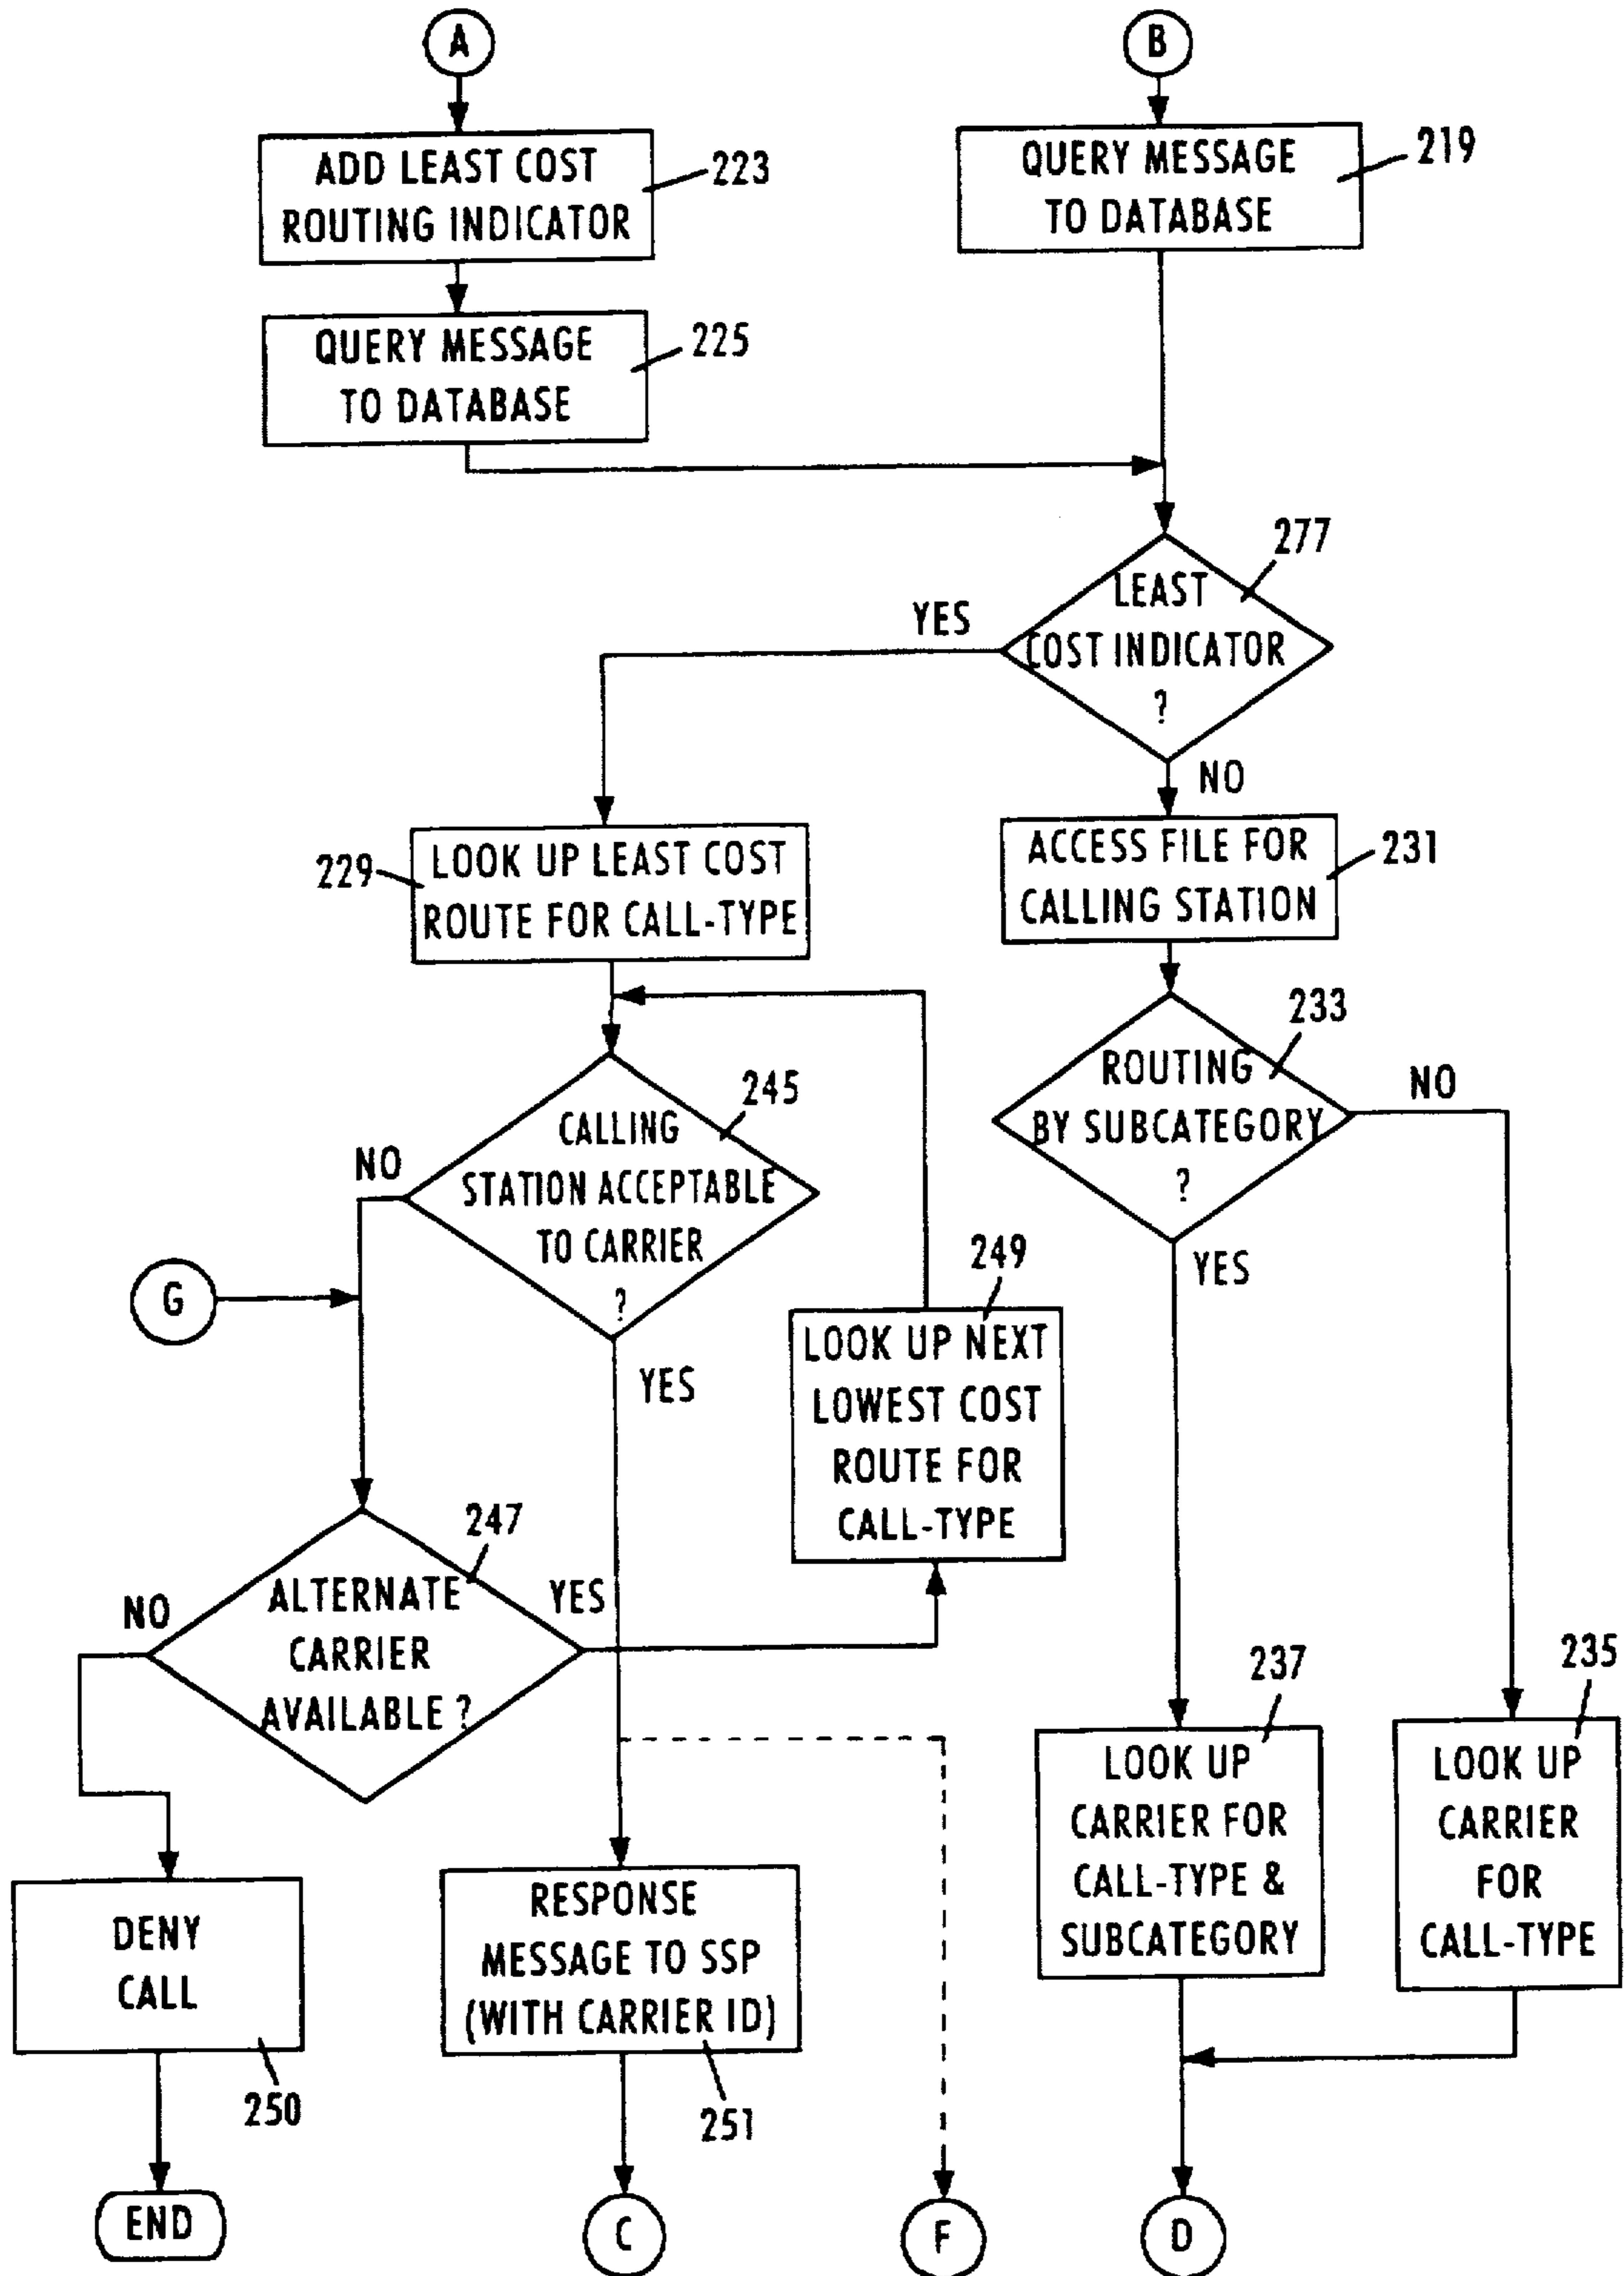 A
B
ADD LEAST COST
ROUTING INDICATOR
223
QUERY MESSAGE
TO DATABASE
219
QUERY MESSAGE
TO DATABASE
225
277
LEAST
COST INDICATOR
?
YES
NO
229
LOOK UP LEAST COST
ROUTE FOR CALL-TYPE
ACCESS FILE FOR
CALLING STATION
231
233
ROUTING
BY SUBCATEGORY
?
NO
YES
245
CALLING
STATION ACCEPTABLE
TO CARRIER
?
NO
YES
G
249
LOOK UP NEXT
LOWEST COST
ROUTE FOR
CALL-TYPE
247
ALTERNATE
CARRIER
AVAILABLE ?
NO
YES
237
LOOK UP
CARRIER FOR
CALL-TYPE &
SUBCATEGORY
235
LOOK UP
CARRIER
FOR
CALL-TYPE
DENY
CALL
250
RESPONSE
MESSAGE TO SSP
(WITH CARRIER ID)
251
END
C
F
D